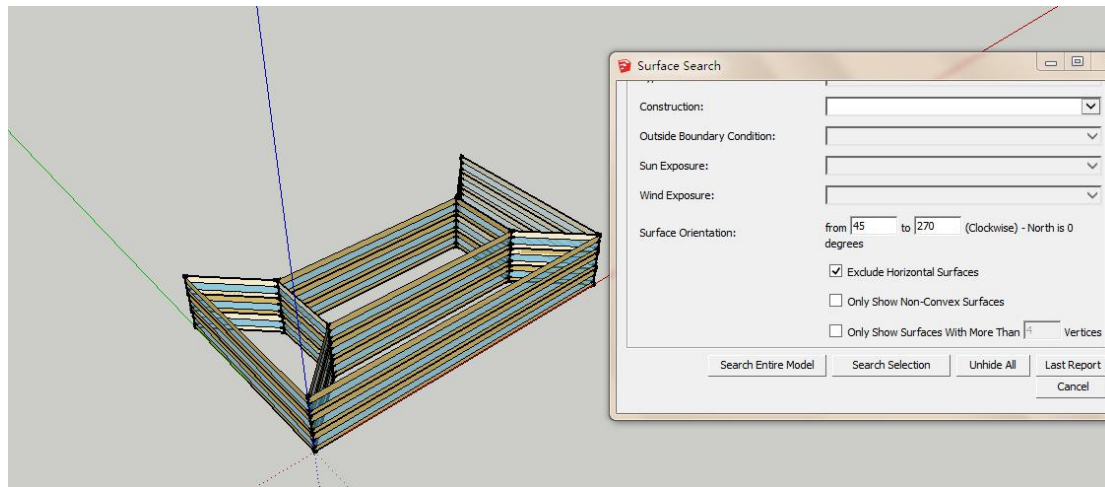 Surface Search
Construction:
Outside Boundary Condition:
Sun Exposure:
Wind Exposure:
Surface Orientation: from 45 to 270 (Clockwise) - North is 0
degrees
Exclude Horizontal Surfaces
Only Show Non-Convex Surfaces
Only Show Surfaces With More Than 4 Vertices
Search Entire Model Search Selection Unhide All Last Report
Cancel